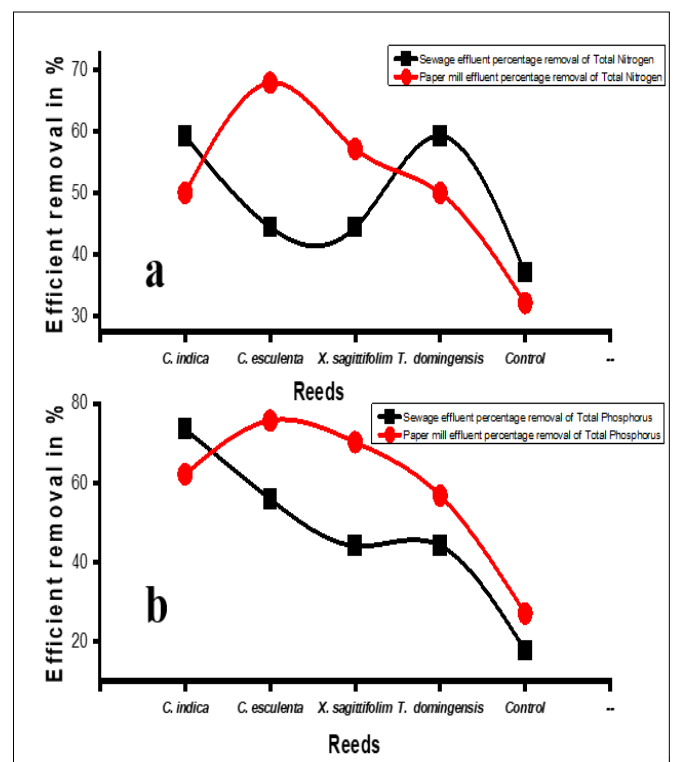 Sewage effluent percentage removal of Total Nitrogen
Paper mill effluent percentage removal of Total Nitrogen
Efficient removal in %
70
60
50
40
30
a
C. indica C. esculenta X. sagittifolim T. domingensis Control --
Reeds
Sewage effluent percentage removal of Total Phosphorus
Paper mill effluent percentage removal of Total Phosphorus
Efficient removal in %
80
60
40
20
b
C. indica C. esculenta X. sagittifolim T. domingensis Control --
Reeds